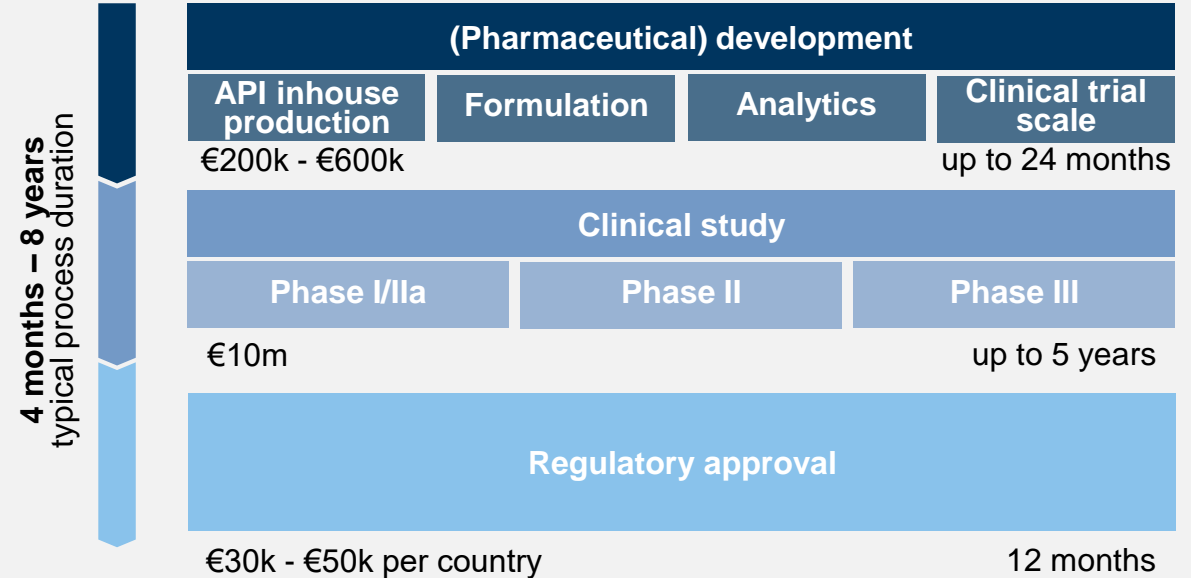 4 months – 8 years
typical process duration
(Pharmaceutical) development
API inhouse
production
Formulation
Analytics
Clinical trial
scale
€200k - €600k
up to 24 months
Clinical study
Phase I/IIa
Phase II
Phase III
€10m
up to 5 years
Regulatory approval
€30k - €50k per country
12 months